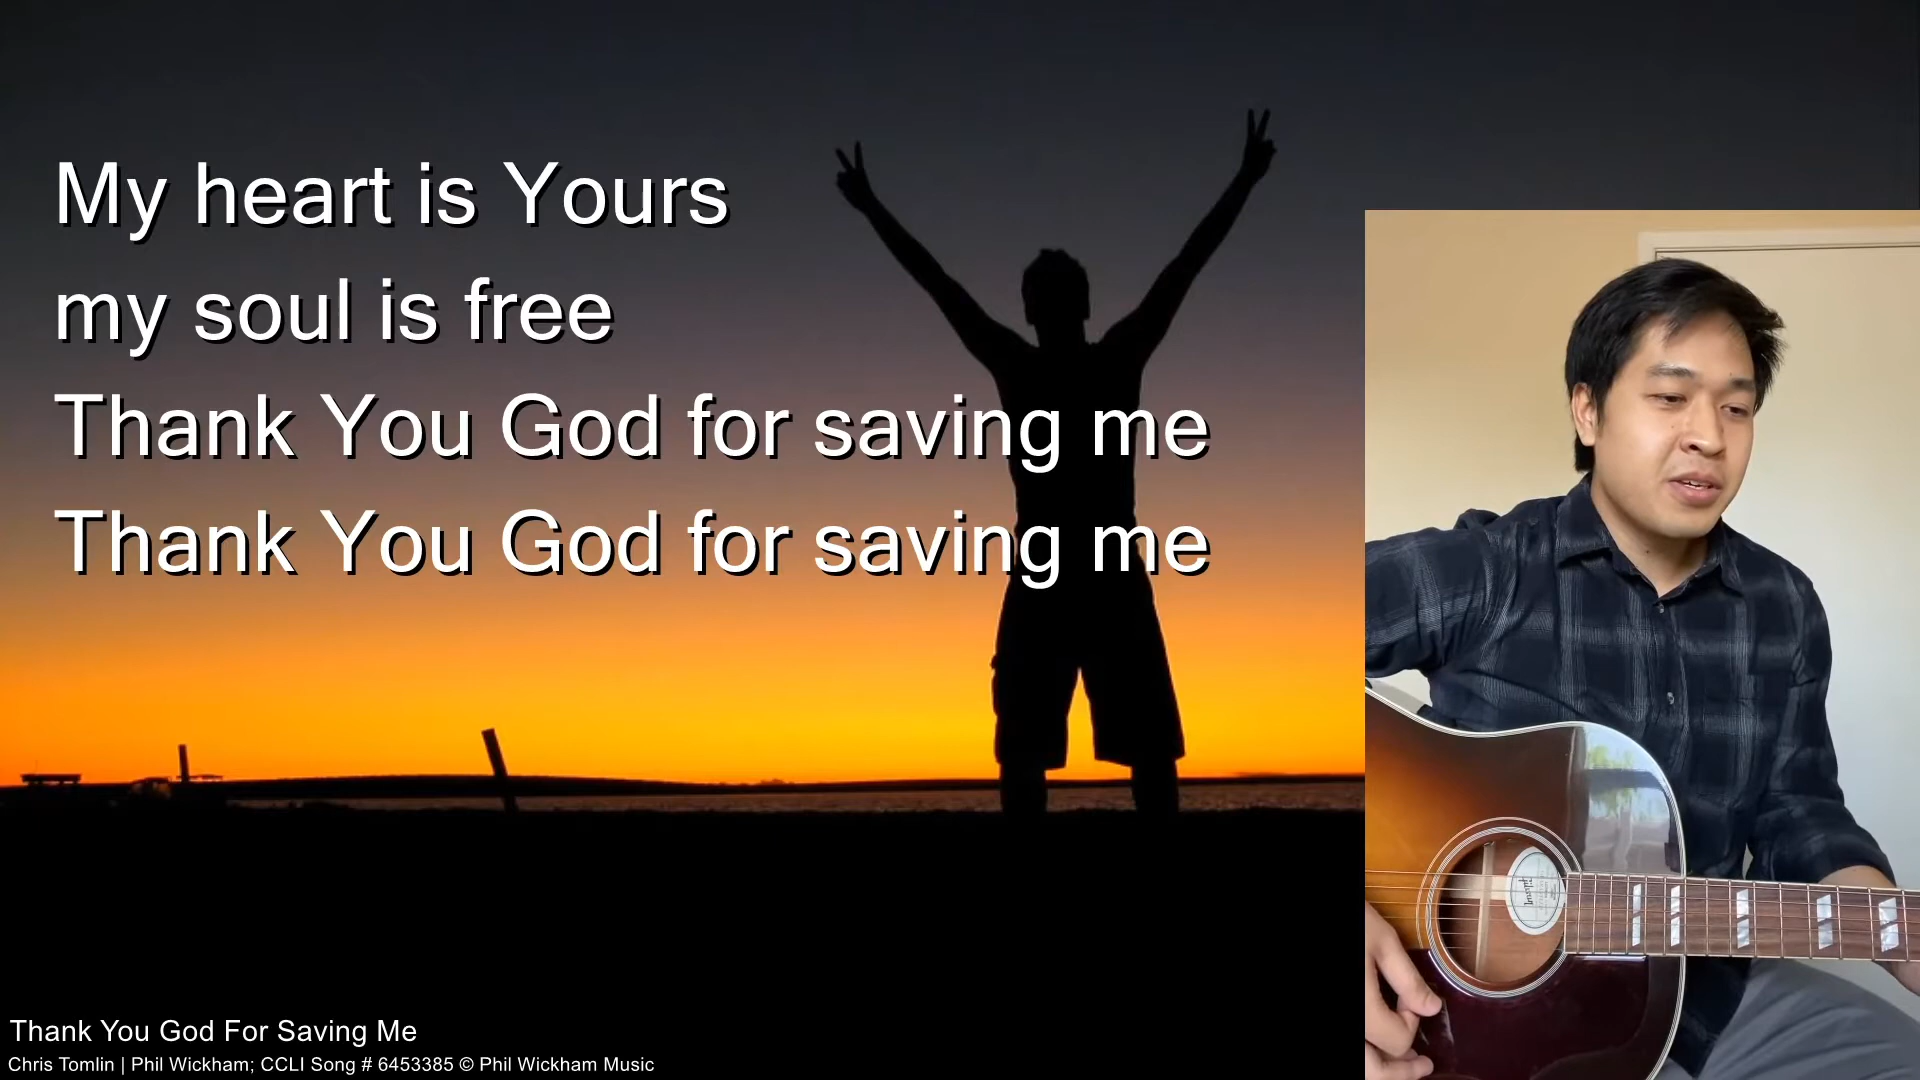 My heart is Yours
my soul is free
Thank You God for saving me
Thank You God for saving me
Thank You God For Saving Me
Chris Tomlin | Phil Wickham; CCLI Song # 6453385 © Phil Wickham Music